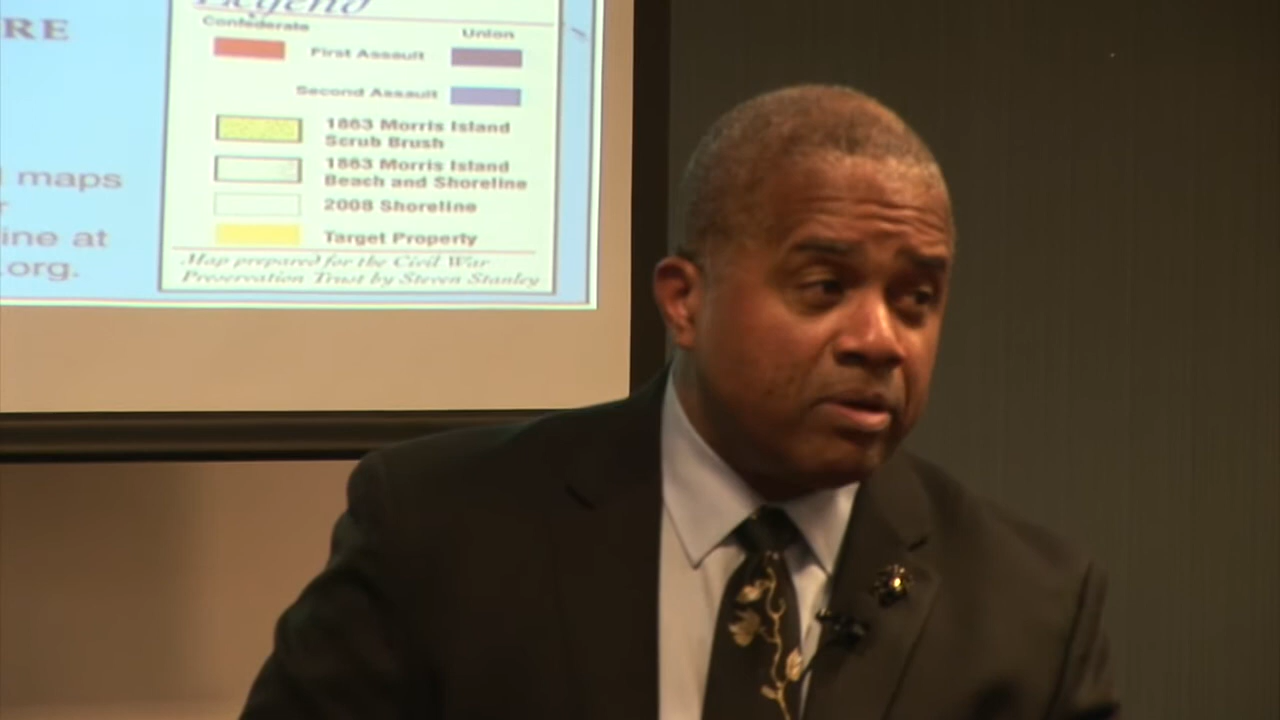 RE
maps
ine at
.org.
Legend
Confederate
Union
First Assault
Second Assault
1863 Morris Island
Scrub Brush
1863 Morris Island
Beach and Shoreline
2008 Shoreline
Target Property
Map prepared for the Civil War
Preservation Trust by Steven Stanley